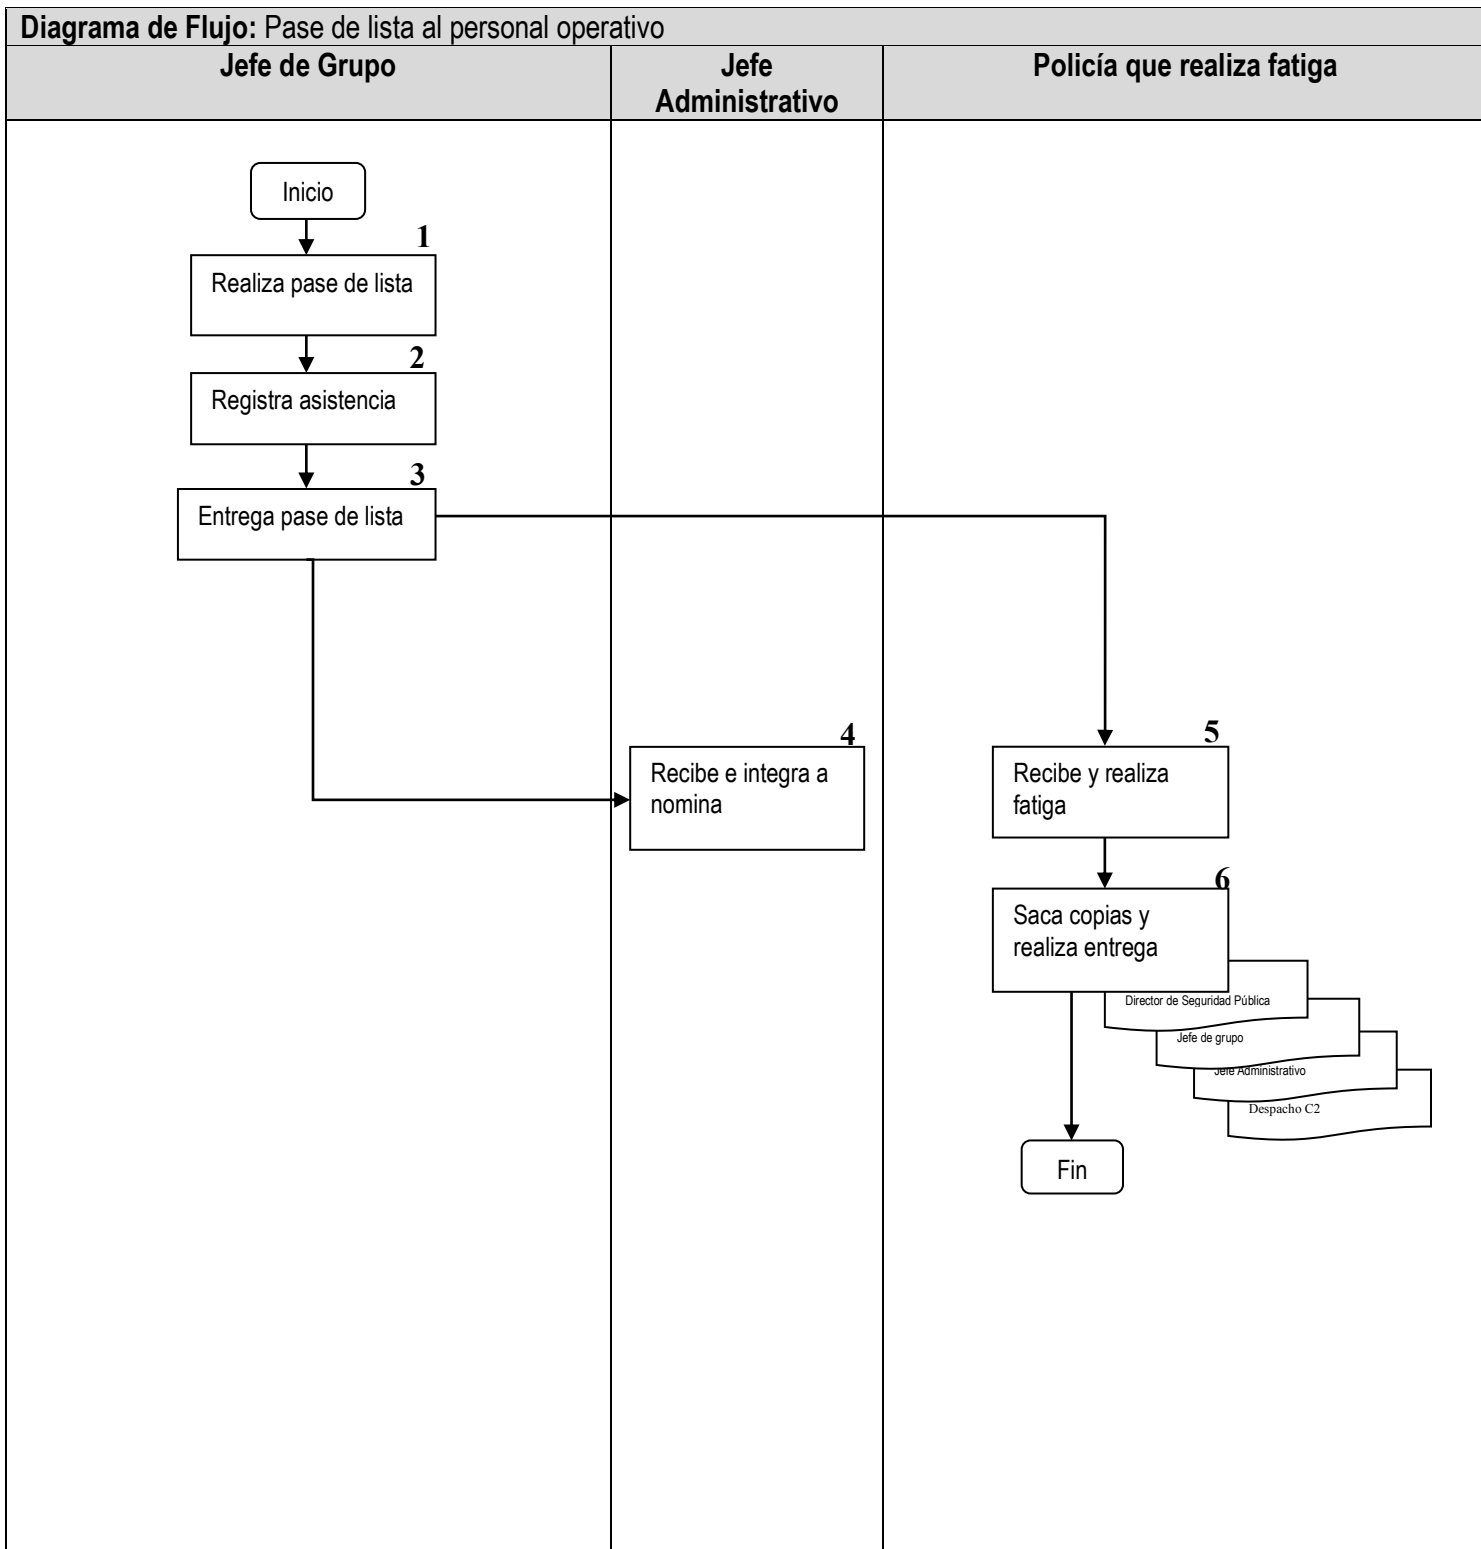 Diagrama de Flujo: Pase de lista al personal operativo
Jefe de Grupo
Jefe
Administrativo
Policía que realiza fatiga
Inicio
1
Realiza pase de lista
2
Registra asistencia
3
Entrega pase de lista
4
Recibe e integra a
nomina
5
Recibe y realiza
fatiga
6
Saca copias y
realiza entrega
Director de Seguridad Pública
Jefe de grupo
Jefe Administrativo
Despacho C2
Fin